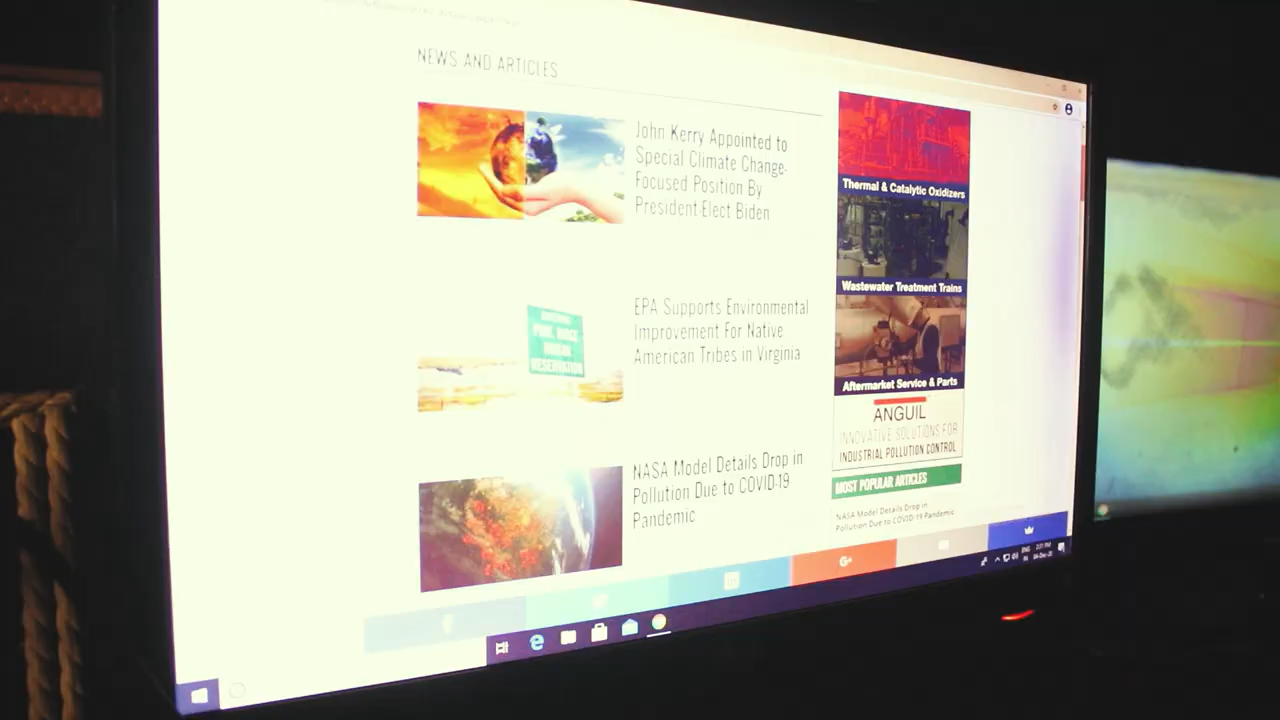 NEWS AND ARTICLES
John Kerry Appointed to
Special Climate Change-
Focused Position By
President-Elect Biden
EPA Supports Environmental
Improvement For Native
American Tribes in Virginia
NASA Model Details Drop in
Pollution Due to COVID-19
Pandemic
Thermal & Catalytic Oxidizers
Wastewater Treatment Trains
Aftermarket Service & Parts
ANGUIL
INNOVATIVE SOLUTIONS FOR
INDUSTRIAL POLLUTION CONTROL
MOST POPULAR ARTICLES
NASA Model Details Drop in
Pollution Due to COVID-19 Pandemic
G+
ENG